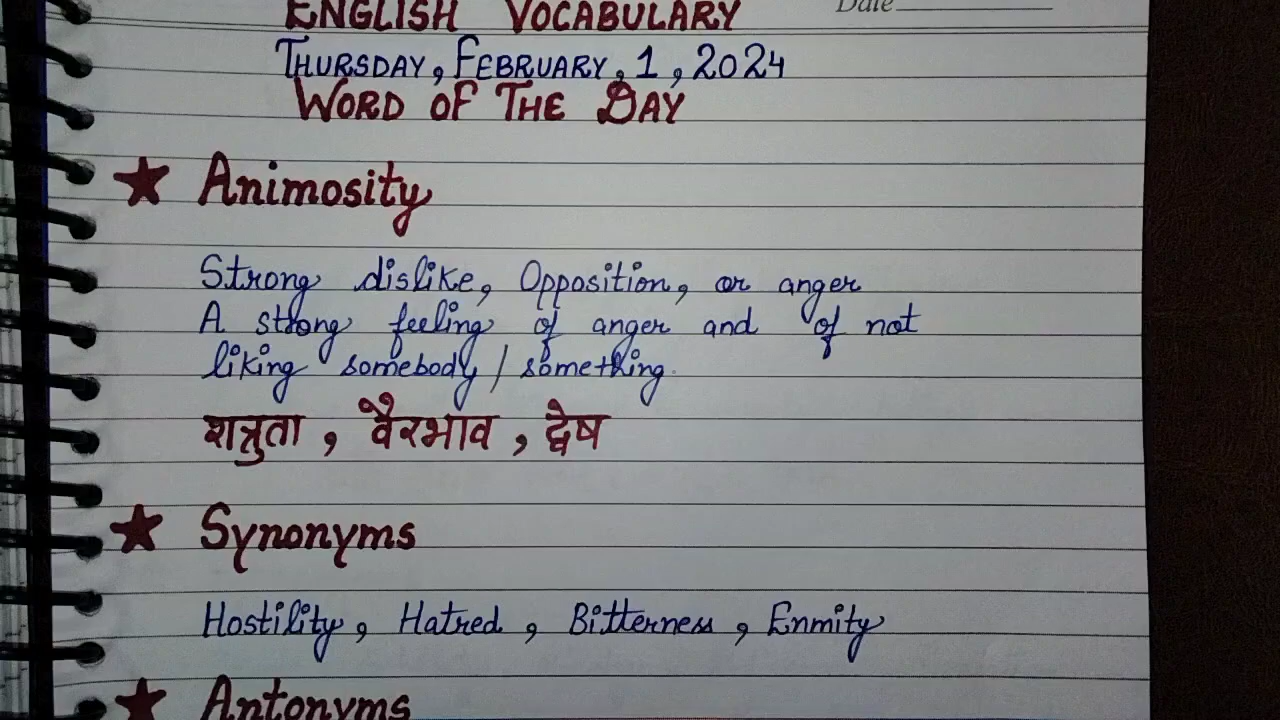 Date
ENGLISH VOCABULARY
THURSDAY, FEBRUARY, 1, 2024
WORD OF THE DAY
★ Animosity
Strong dislike, Opposition, or anger
A strong feeling of anger and of not
liking somebody / something.
शत्रुता, वैरभाव, द्वेष
★ Synonyms
Hostility, Hatred, Bitterness, Enmity
★ Antonyms